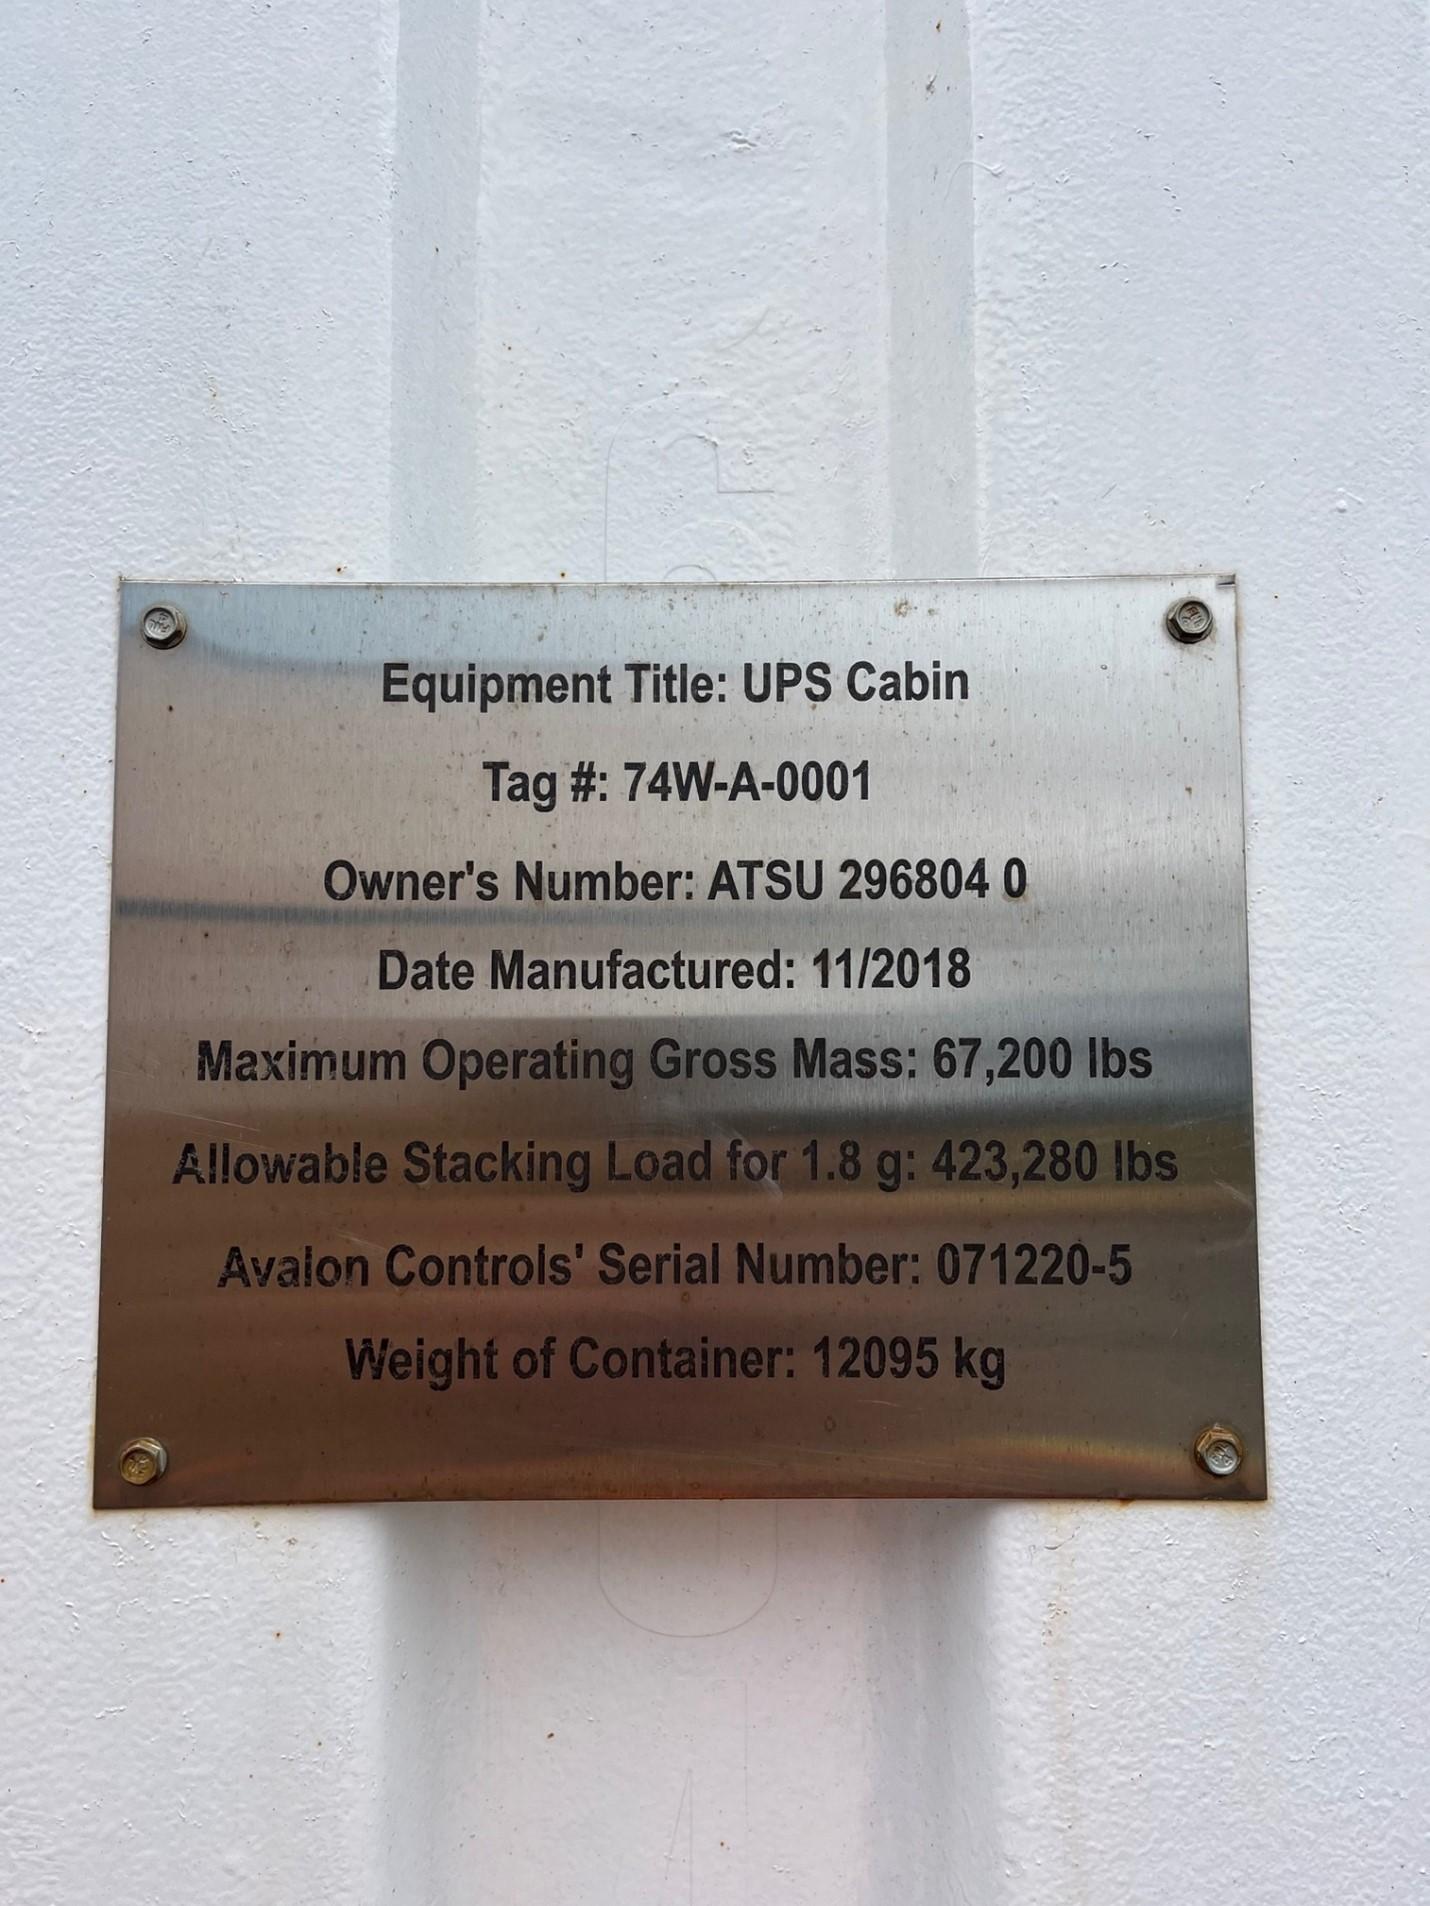 Equipment Title: UPS Cabin
Tag #: 74W-A-0001
Owner's Number: ATSU 296804 0
Date Manufactured: 11/2018
Maximum Operating Gross Mass: 67,200 lbs
Allowable Stacking Load for 1.8 g: 423,280 lbs
Avalon Controls' Serial Number: 071220-5
Weight of Container: 12095 kg